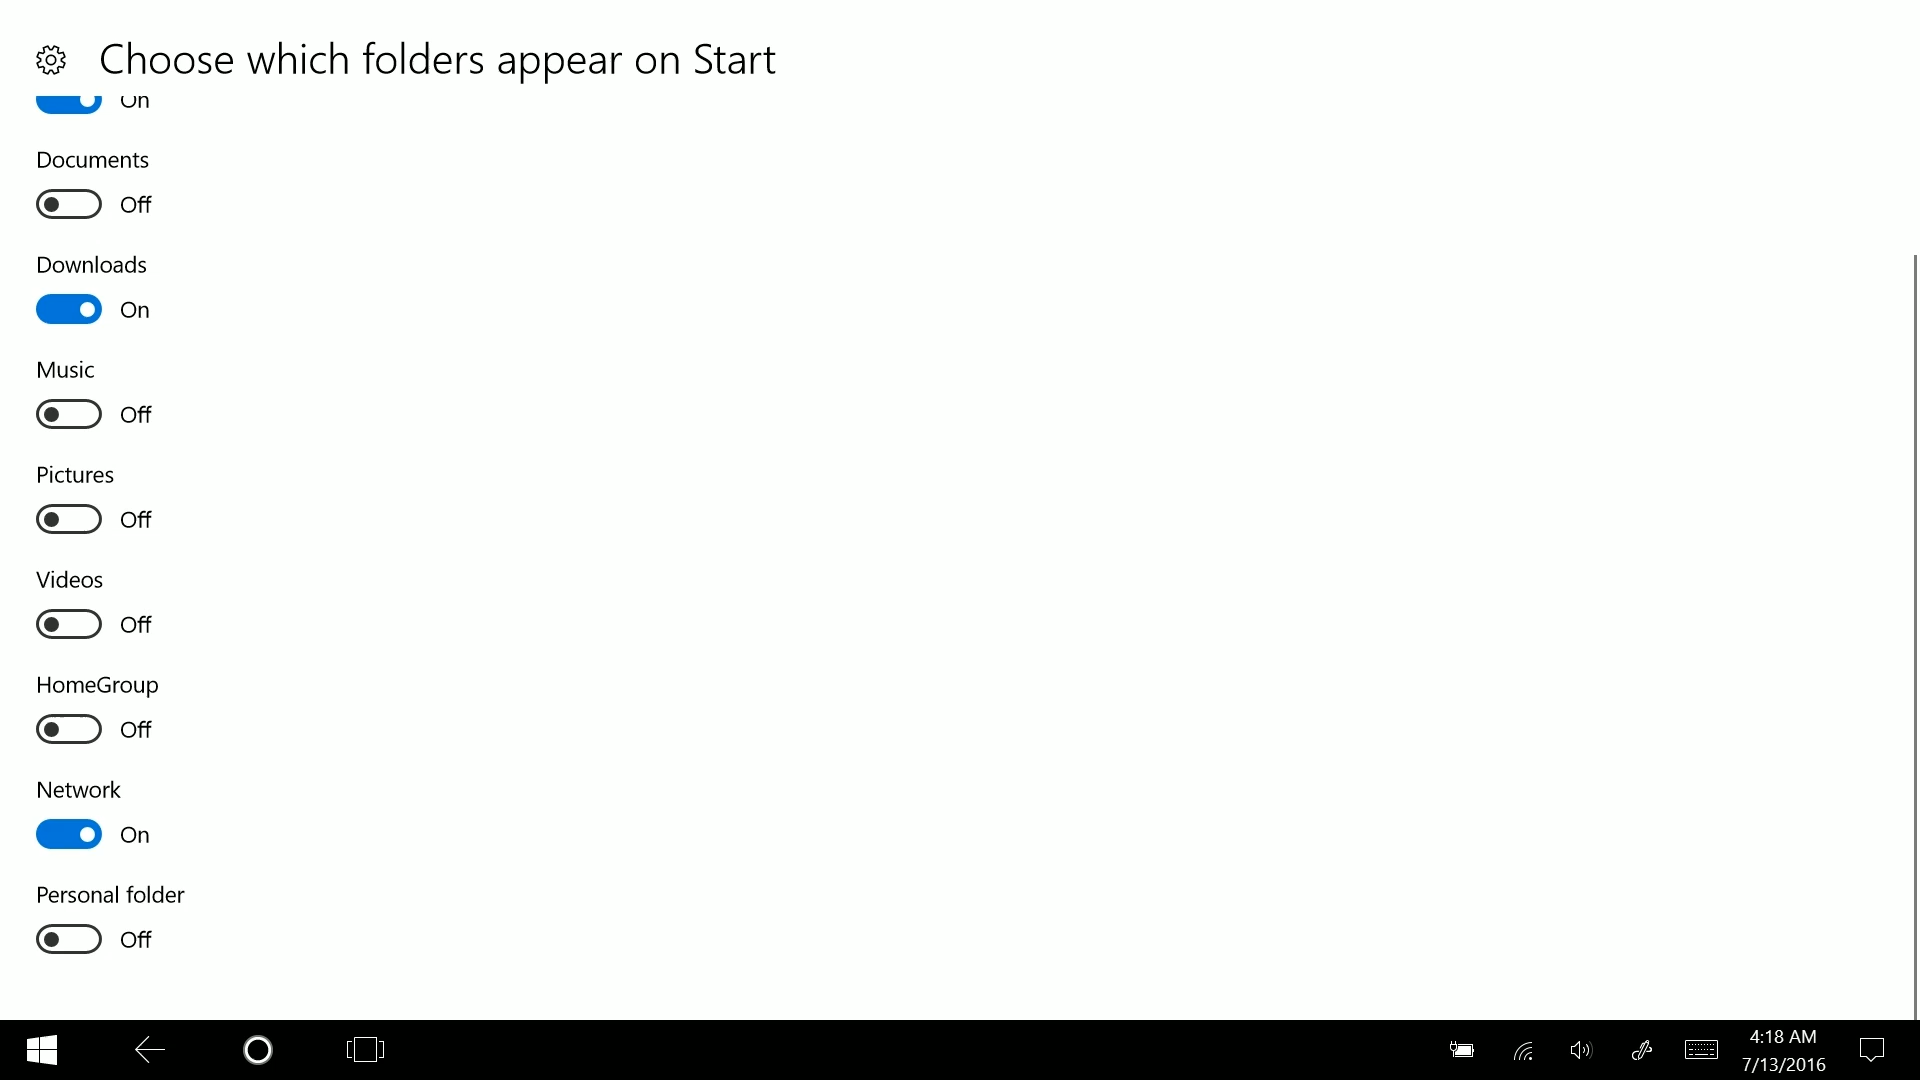 Choose which folders appear on Start
On
Documents
Off
Downloads
On
Music
Off
Pictures
Off
Videos
Off
HomeGroup
Off
Network
On
Personal folder
Off
4:18 AM
7/13/2016